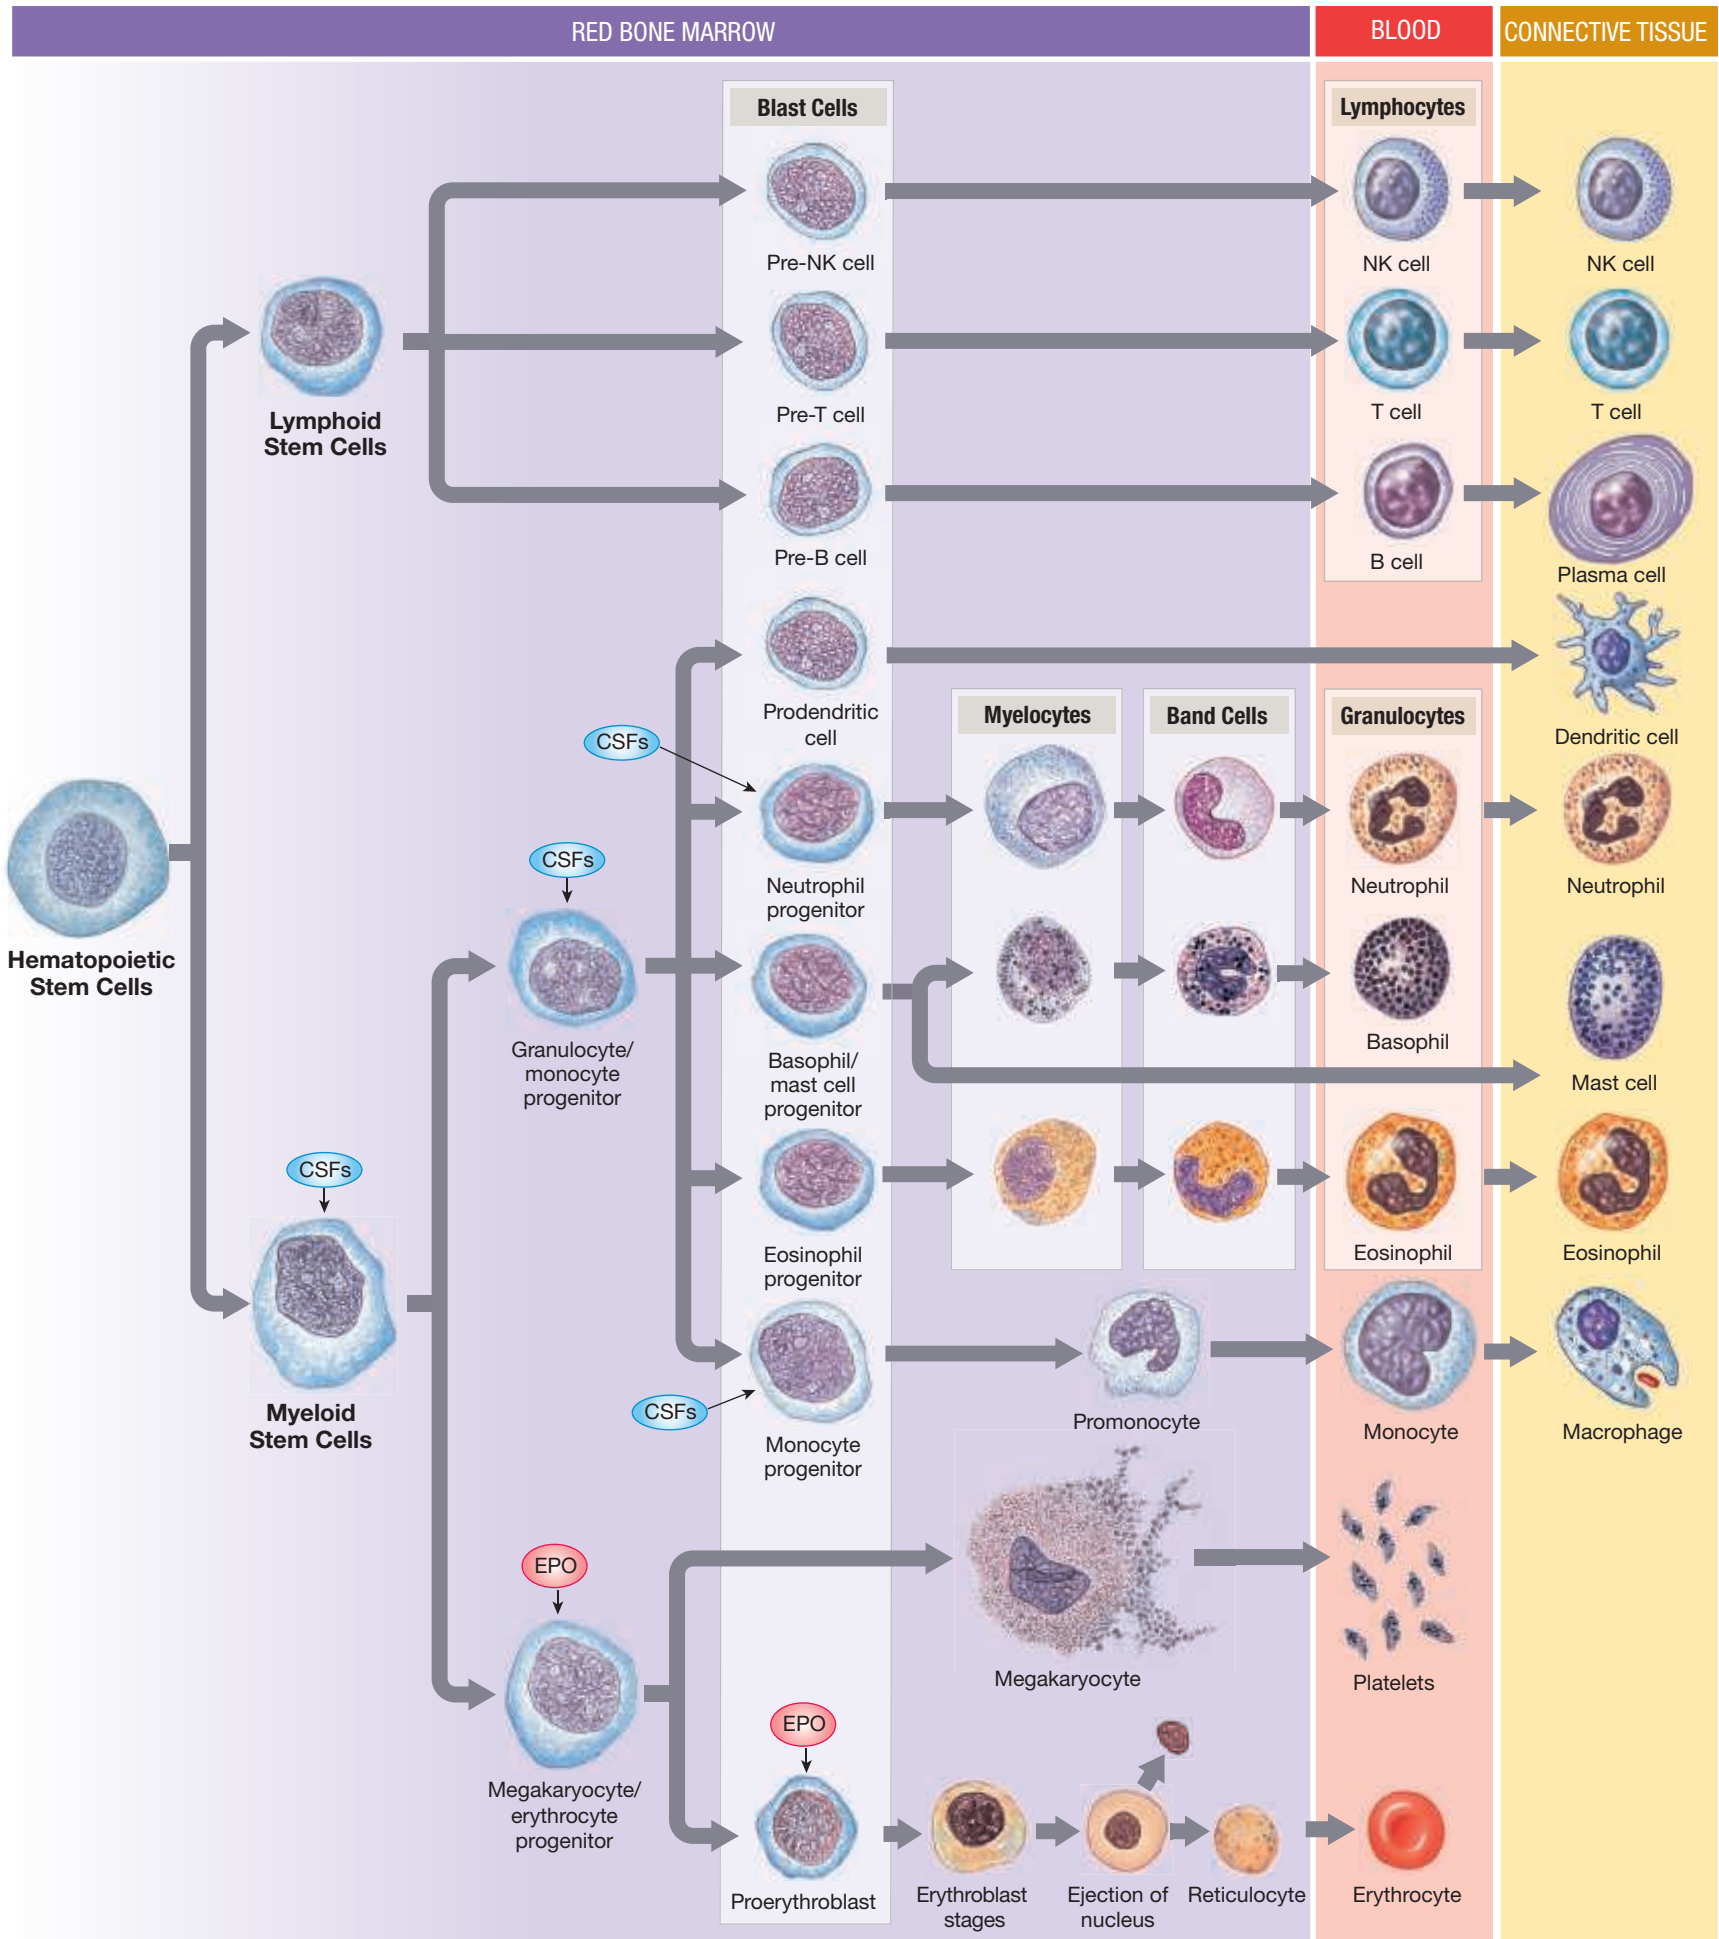 RED BONE MARROW
BLOOD
CONNECTIVE TISSUE
Blast Cells
Lymphocytes
Pre-NK cell
NK cell
NK cell
Lymphoid
Stem Cells
Pre-T cell
T cell
T cell
Pre-B cell
B cell
Plasma cell
Prodendritic
cell
Dendritic cell
Myelocytes
Band Cells
Granulocytes
CSFs
Neutrophil
progenitor
Neutrophil
Neutrophil
CSFs
Hematopoietic
Stem Cells
Granulocyte/
monocyte
progenitor
Basophil/
mast cell
progenitor
Basophil
Mast cell
CSFs
Eosinophil
progenitor
Eosinophil
Eosinophil
Myeloid
Stem Cells
CSFs
Monocyte
progenitor
Promonocyte
Monocyte
Macrophage
EPO
Megakaryocyte
Platelets
Megakaryocyte/
erythrocyte
progenitor
EPO
Proerythroblast
Erythroblast
stages
Ejection of
nucleus
Reticulocyte
Erythrocyte